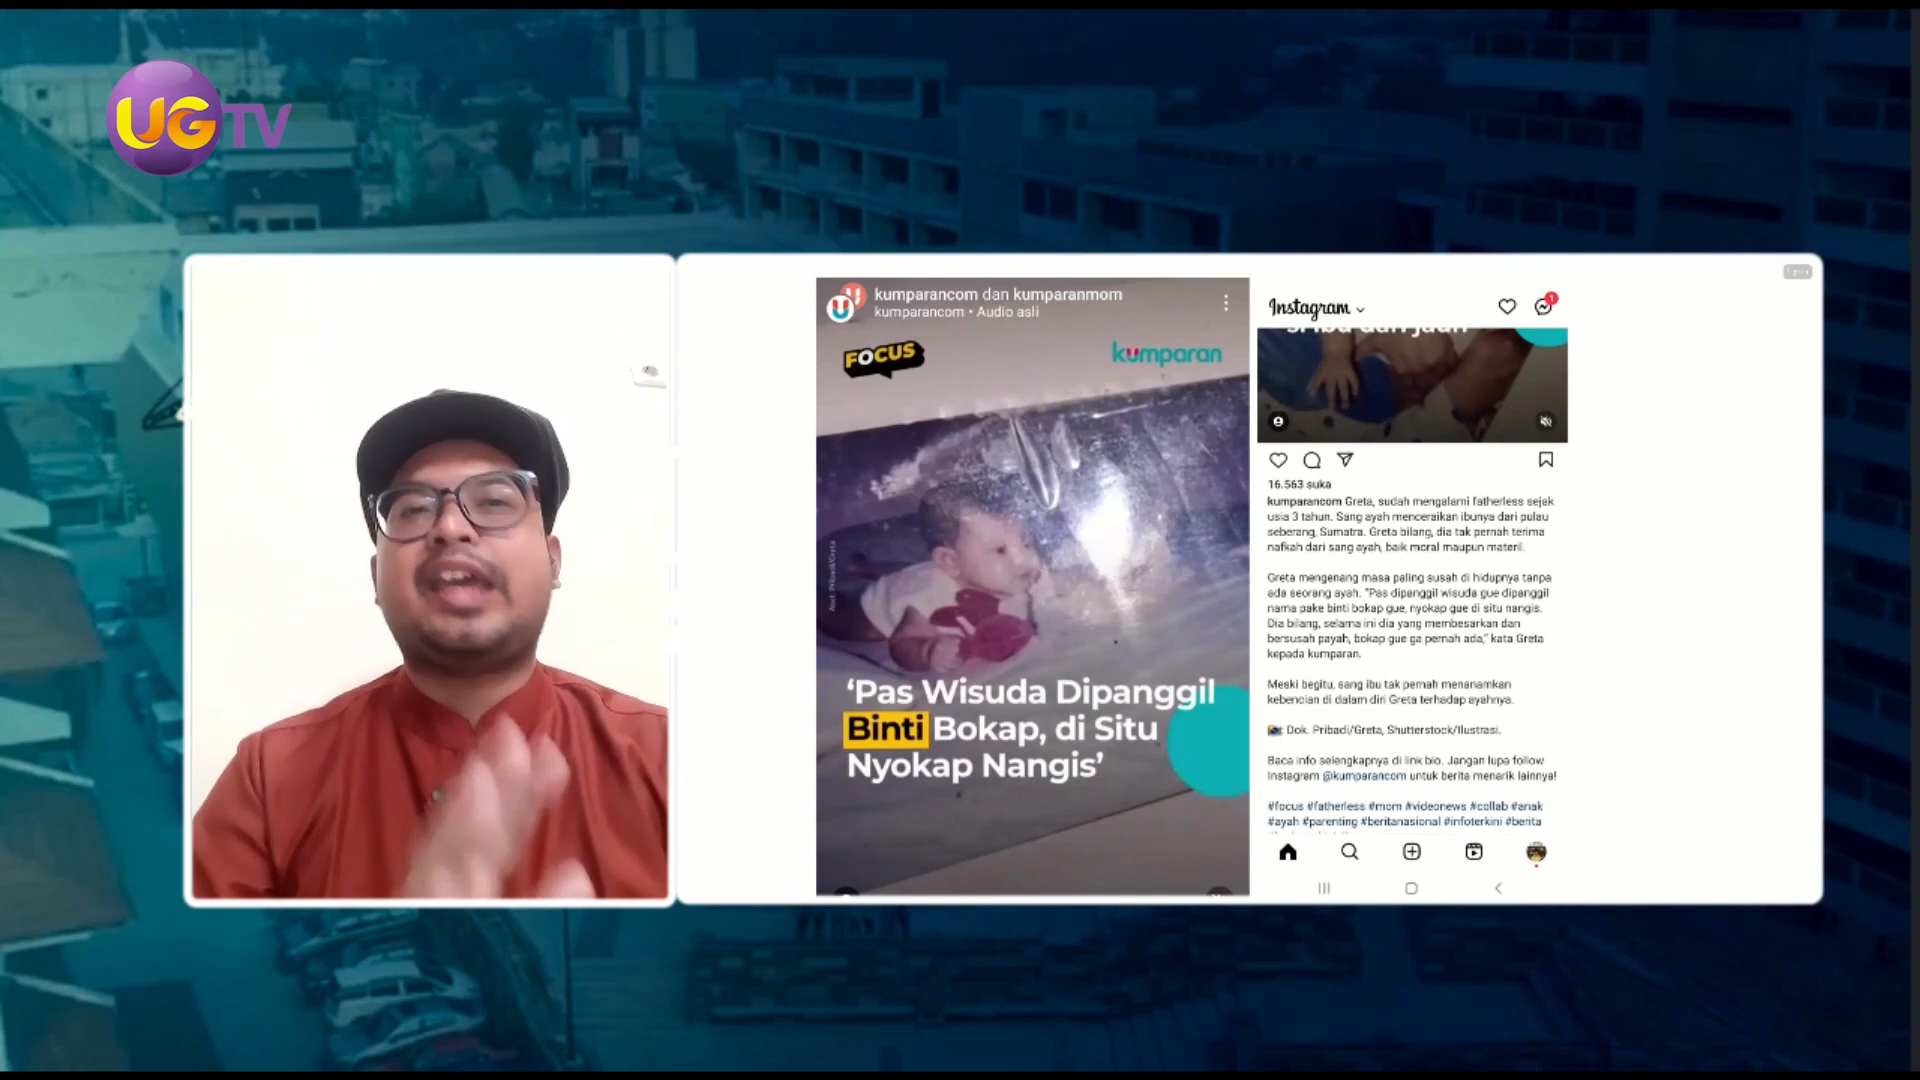 UGTV
kumparancom dan kumparanmom
kumparancom • Audio asli
FOCUS
kumparan
Aset: Pribadi/Greta
'Pas Wisuda Dipanggil
Binti Bokap, di Situ
Nyokap Nangis'
Instagram
1
16.563 suka
kumparancom Greta, sudah mengalami fatherless sejak
usia 3 tahun. Sang ayah menceraikan ibunya dari pulau
seberang, Sumatra. Greta bilang, dia tak pernah terima
nafkah dari sang ayah, baik moral maupun materil.
Greta mengenang masa paling susah di hidupnya tanpa
ada seorang ayah. "Pas dipanggil wisuda gue dipanggil
nama pake binti bokap gue, nyokap gue di situ nangis.
Dia bilang, selama ini dia yang membesarkan dan
bersusah payah, bokap gue ga pernah ada," kata Greta
kepada kumparan.
Meski begitu, sang ibu tak pernah menanamkan
kebencian di dalam diri Greta terhadap ayahnya.
📸: Dok. Pribadi/Greta, Shutterstock/Ilustrasi.
Baca info selengkapnya di link bio. Jangan lupa follow
Instagram @kumparancom untuk berita menarik lainnya!
#focus #fatherless #mom #videonews #collab #anak
#ayah #parenting #beritanasional #infoterkini #berita